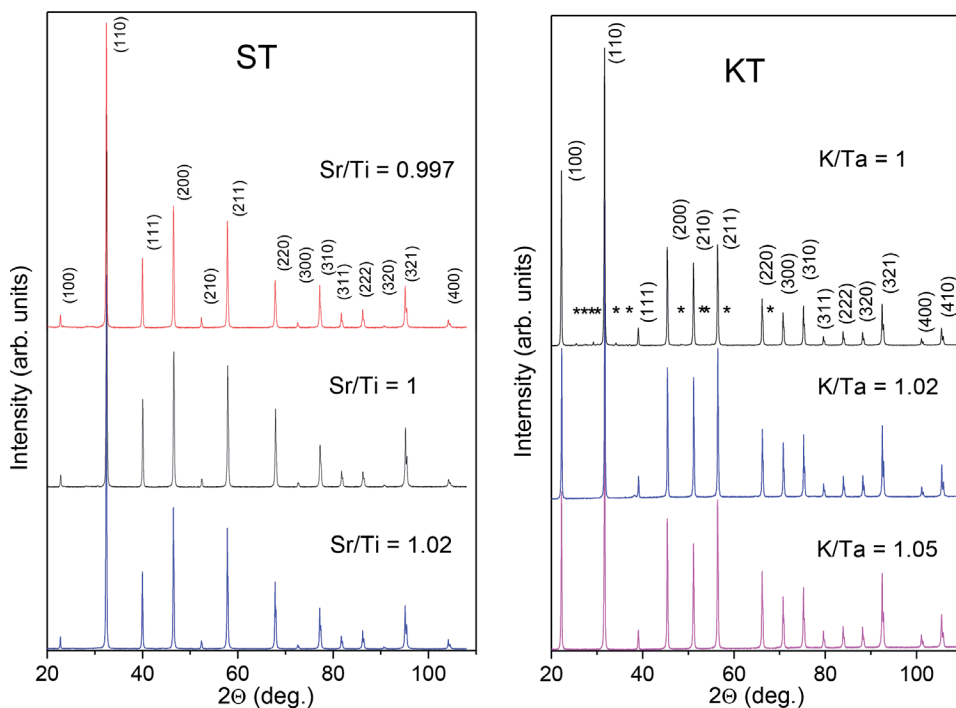 ST
(110)
Sr/Ti = 0.997
(100)
(111)
(200)
(210)
(211)
(220)
(300)
(310)
(311)
(222)
(320)
(321)
(400)
Sr/Ti = 1
Sr/Ti = 1.02
Intensity (arb. units)
20 40 60 80 100
2Θ (deg.)
KT
(110)
K/Ta = 1
(100)
* * * * * *
(111)
(200)
*
(210)
**
(211)
*
(220)
*
(300)
(310)
(311)
(222)
(320)
(321)
(400)
(410)
K/Ta = 1.02
K/Ta = 1.05
Internsity (arb. units)
20 40 60 80 100 110
2Θ (deg.)